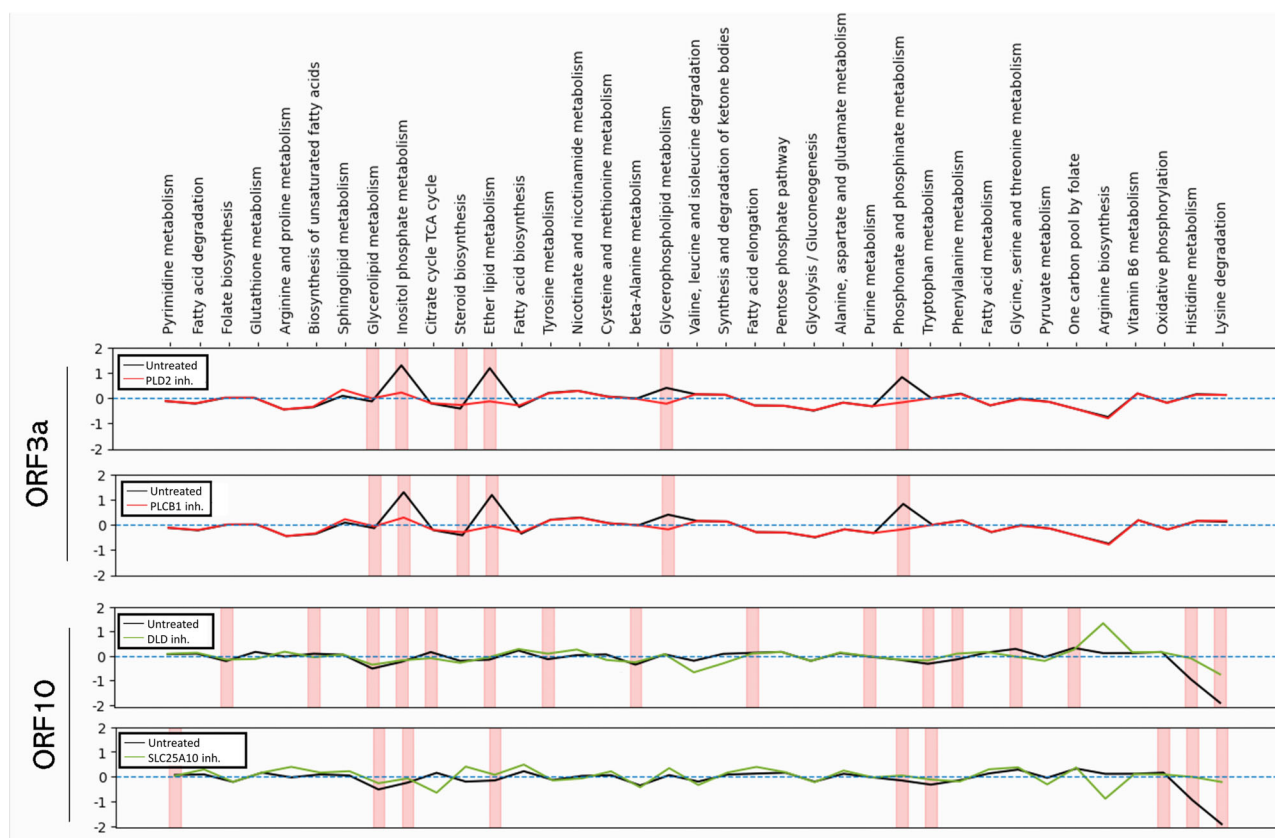 Pyrimidine metabolism
Fatty acid degradation
Folate biosynthesis
Glutathione metabolism
Arginine and proline metabolism
Biosynthesis of unsaturated fatty acids
Sphingolipid metabolism
Glycerolipid metabolism
Inositol phosphate metabolism
Citrate cycle TCA cycle
Steroid biosynthesis
Ether lipid metabolism
Fatty acid biosynthesis
Tyrosine metabolism
Nicotinate and nicotinamide metabolism
Cysteine and methionine metabolism
beta-Alanine metabolism
Glycerophospholipid metabolism
Valine, leucine and isoleucine degradation
Synthesis and degradation of ketone bodies
Fatty acid elongation
Pentose phosphate pathway
Glycolysis / Gluconeogenesis
Alanine, aspartate and glutamate metabolism
Purine metabolism
Phosphonate and phosphinate metabolism
Tryptophan metabolism
Phenylalanine metabolism
Fatty acid metabolism
Glycine, serine and threonine metabolism
Pyruvate metabolism
One carbon pool by folate
Arginine biosynthesis
Vitamin B6 metabolism
Oxidative phosphorylation
Histidine metabolism
Lysine degradation
ORF3a
2
1
0
-1
-2
Untreated
PLD2 inh.
2
1
0
-1
-2
Untreated
PLCB1 inh.
ORF10
2
1
0
-1
-2
Untreated
DLD inh.
2
1
0
-1
-2
Untreated
SLC25A10 inh.